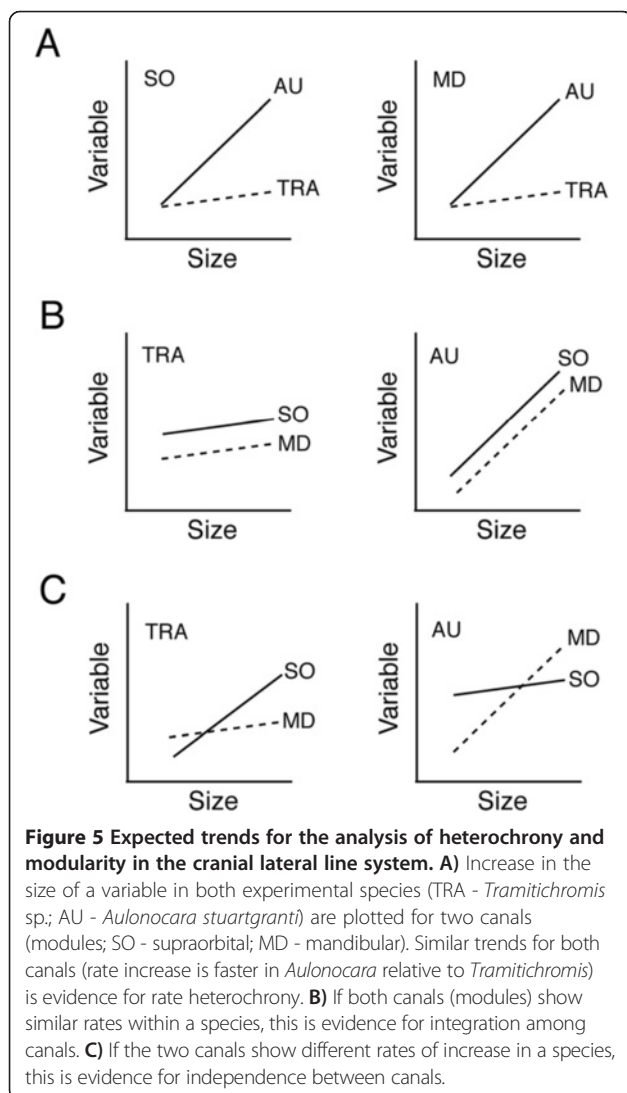 A
SO
AU
TRA
Variable
Size
MD
AU
TRA
Variable
Size
B
TRA
SO
MD
Variable
Size
AU
SO
MD
Variable
Size
C
TRA
SO
MD
Variable
Size
AU
MD
SO
Variable
Size
Figure 5 Expected trends for the analysis of heterochrony and
modularity in the cranial lateral line system. A) Increase in the
size of a variable in both experimental species (TRA - Tramitichromis
sp.; AU - Aulonocara stuartgranti) are plotted for two canals
(modules; SO - supraorbital; MD - mandibular). Similar trends for both
canals (rate increase is faster in Aulonocara relative to Tramitichromis)
is evidence for rate heterochrony. B) If both canals (modules) show
similar rates within a species, this is evidence for integration among
canals. C) If the two canals show different rates of increase in a species,
this is evidence for independence between canals.